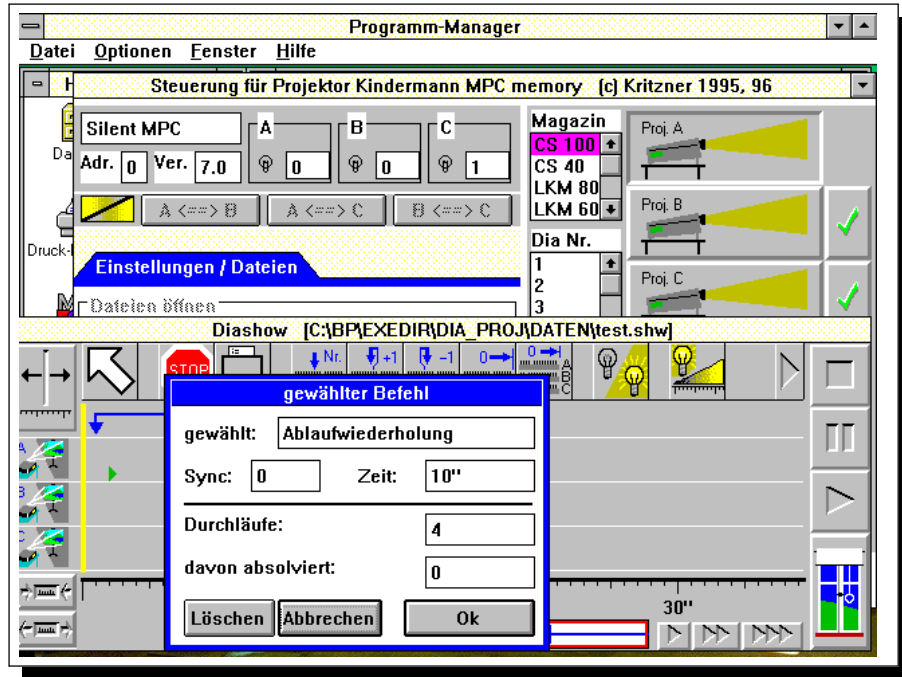 Programm-Manager
Datei Optionen Fenster Hilfe
Steuerung für Projektor Kindermann MPC memory (c) Kritzner 1995, 96
Silent MPC
A B C
Adr. 0 Ver. 7.0 0 0 1
A <==> B A <==> C B <==> C
Magazin
CS 100
CS 40
LKM 80
LKM 60
Dia Nr.
1
2
3
Proj. A
Proj. B
Proj. C
Druck-
Einstellungen / Dateien
Dateien öffnen
Diashow [C:\BP\EXEDIR\DIA_PROJ\DATEN\test.shw]
STOP Nr. +1 -1 0 0 A B C
gewählter Befehl
gewählt: Ablaufwiederholung
Sync: 0 Zeit: 10''
Durchläufe: 4
davon absolviert: 0
Löschen Abbrechen Ok
A
B
C
30''